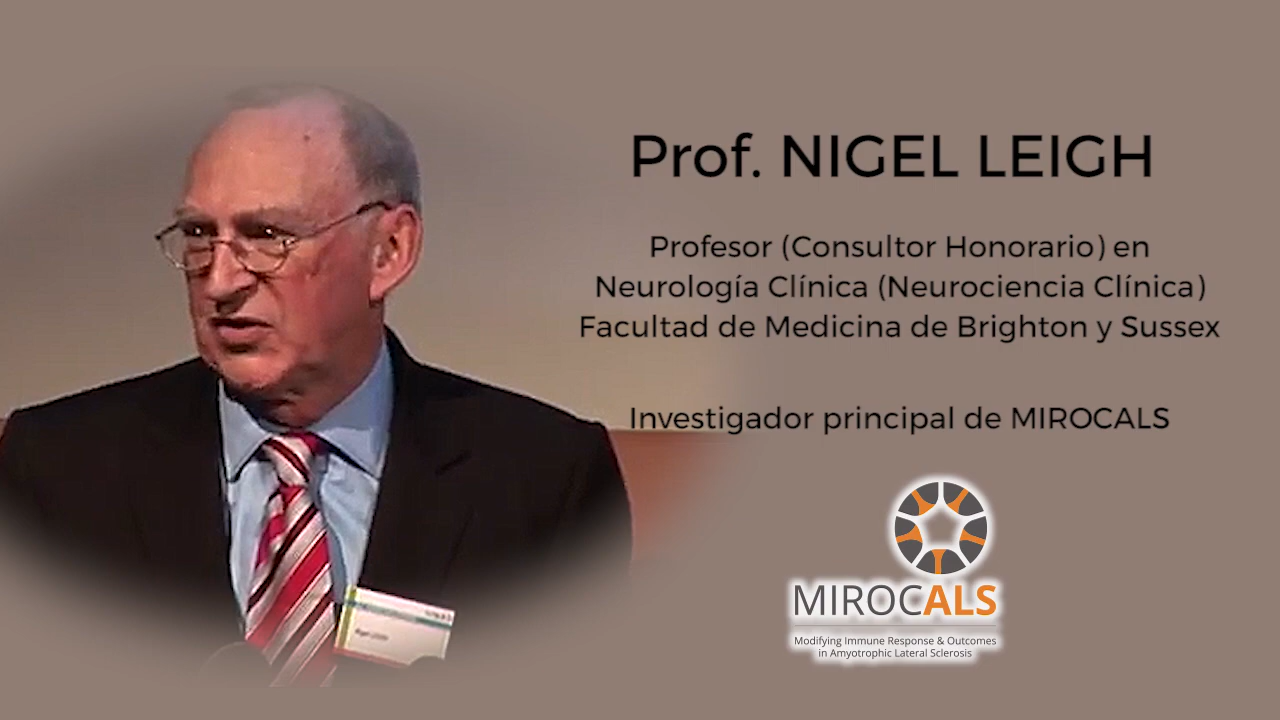 Prof. NIGEL LEIGH
Profesor (Consultor Honorario) en
Neurología Clínica (Neurociencia Clínica)
Facultad de Medicina de Brighton y Sussex
Investigador principal de MIROCALS
MIROCALS
Modifying Immune Response & Outcomes
in Amyotrophic Lateral Sclerosis